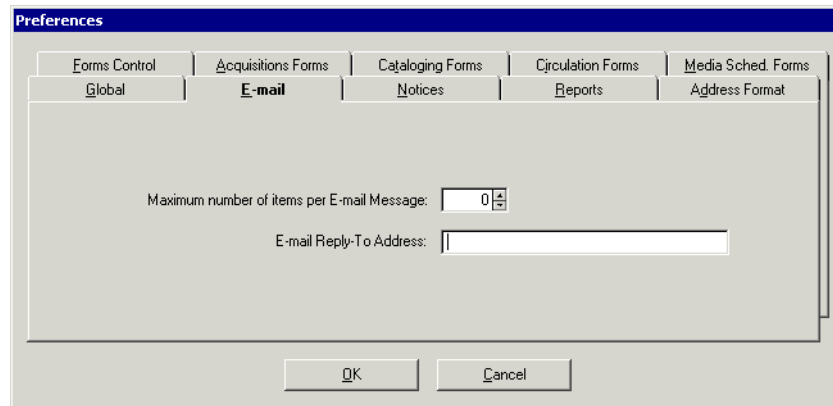 Preferences
Forms Control Acquisitions Forms Cataloging Forms Circulation Forms Media Sched. Forms
Global E-mail Notices Reports Address Format
Maximum number of items per E-mail Message: 0
E-mail Reply-To Address:
OK Cancel